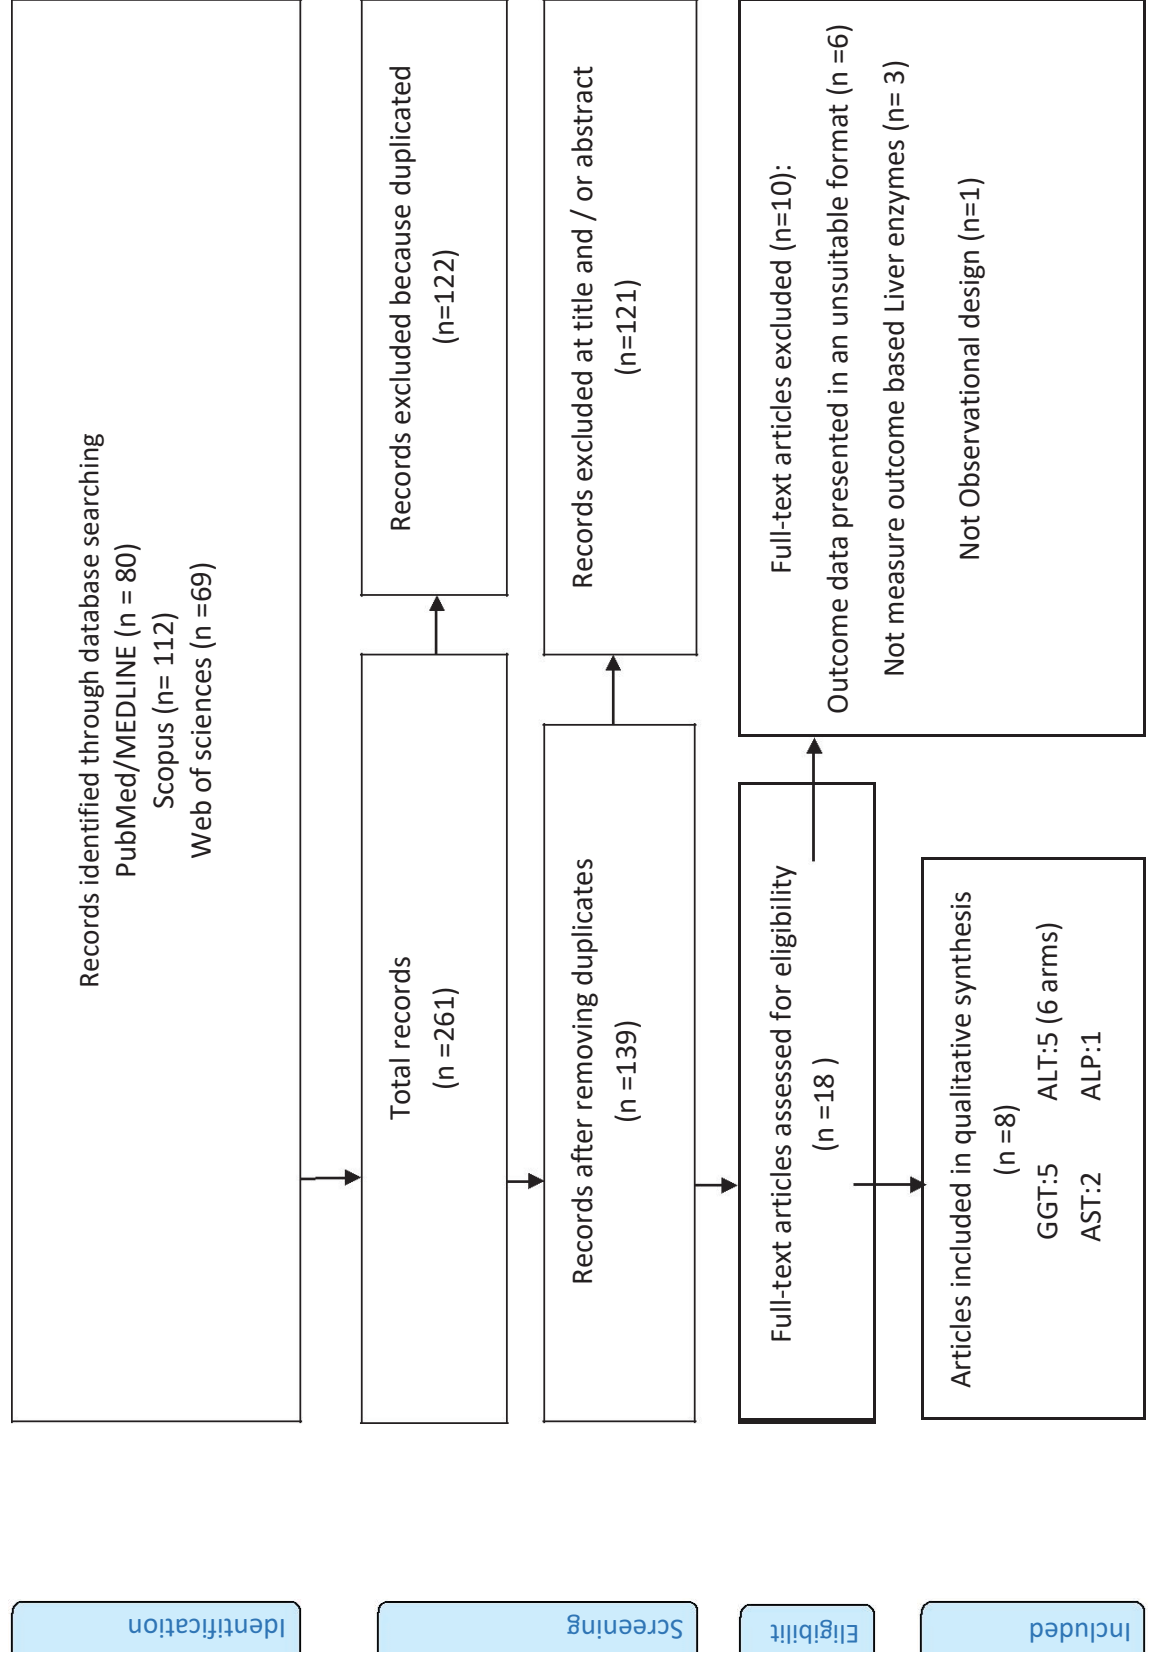 Identification
Records identified through database searching
PubMed/MEDLINE (n = 80)
Scopus (n= 112)
Web of sciences (n =69)
Screening
Total records
(n =261)
Records excluded because duplicated
(n=122)
Records after removing duplicates
(n =139)
Records excluded at title and / or abstract
(n=121)
Eligibilit
Full-text articles assessed for eligibility
(n =18 )
Full-text articles excluded (n=10):
Outcome data presented in an unsuitable format (n =6)
Not measure outcome based Liver enzymes (n= 3)
Not Observational design (n=1)
Included
Articles included in qualitative synthesis
(n =8)
GGT:5 ALT:5 (6 arms)
AST:2 ALP:1